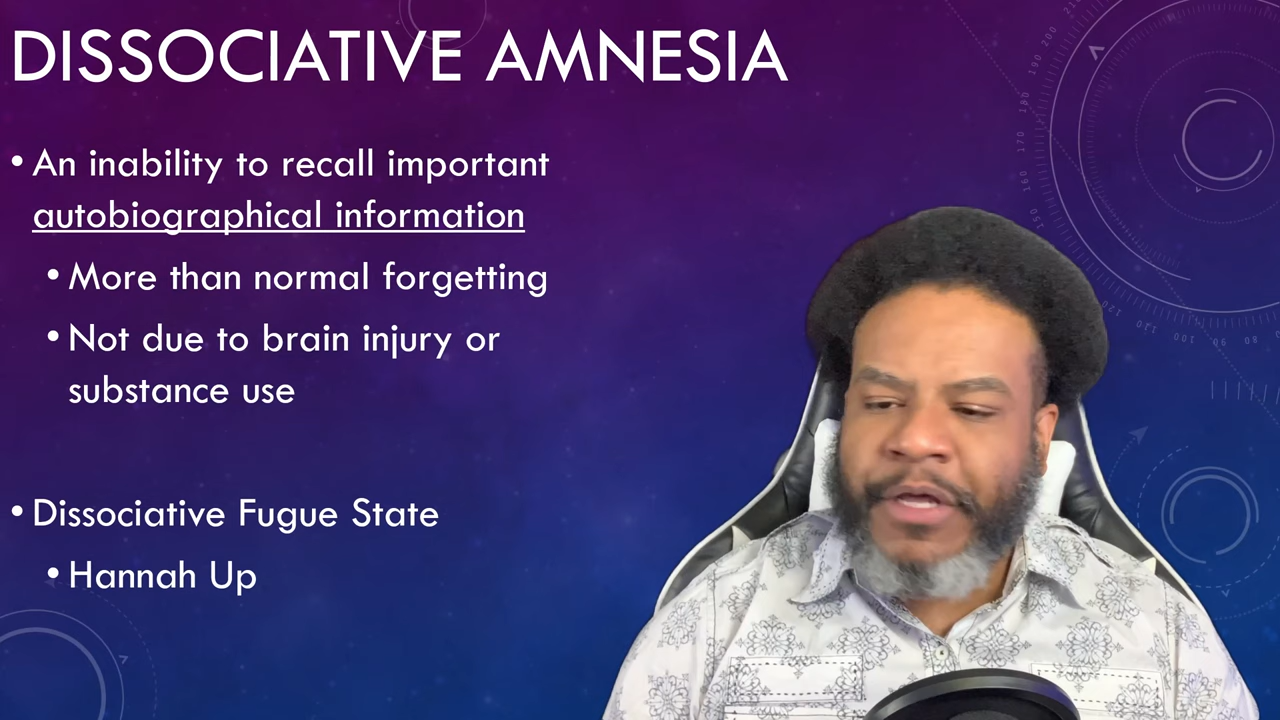 DISSOCIATIVE AMNESIA
• An inability to recall important
autobiographical information
• More than normal forgetting
• Not due to brain injury or
substance use
• Dissociative Fugue State
• Hannah Up